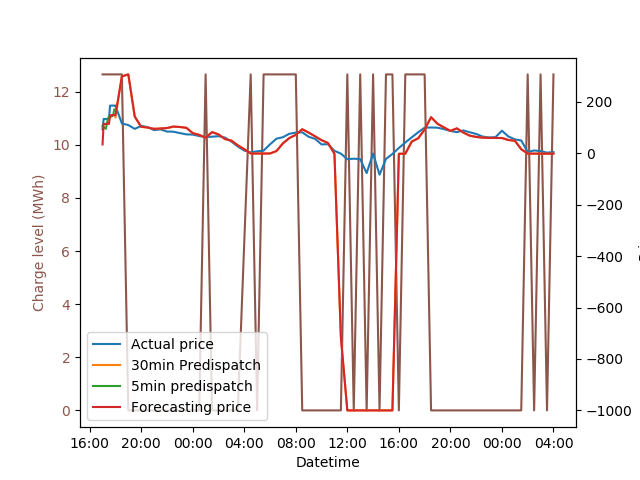 12
10
8
6
4
2
0
Charge level (MWh)
200
0
−200
−400
−600
−800
−1000
Actual price
30min Predispatch
5min predispatch
Forecasting price
16:00 20:00 00:00 04:00 08:00 12:00 16:00 20:00 00:00 04:00
Datetime